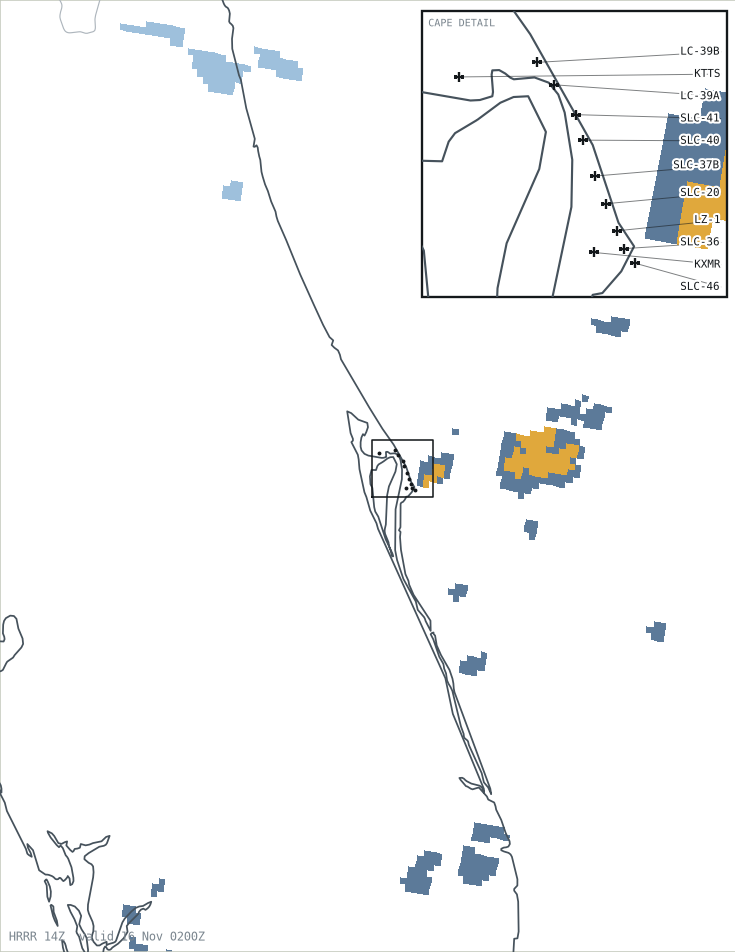 CAPE DETAIL
LC-39B
KTTS
LC-39A
SLC-41
SLC-40
SLC-37B
SLC-20
LZ-1
SLC-36
KXMR
SLC-46
HRRR 14Z valid 16 Nov 0200Z